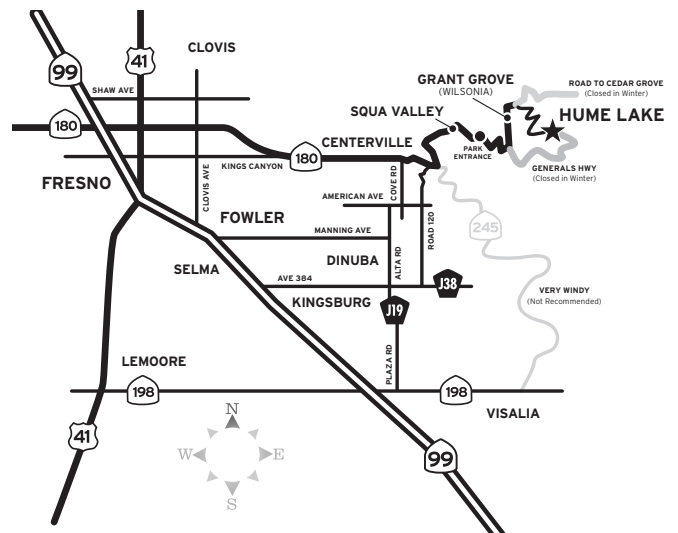 CLOVIS
41
99
SHAW AVE
GRANT GROVE
(WILSONIA)
ROAD TO CEDAR GROVE
(Closed in Winter)
SQUA VALLEY
HUME LAKE
180
CENTERVILLE
PARK
ENTRANCE
KINGS CANYON
180
GENERALS HWY
(Closed in Winter)
FRESNO
CLOVIS AVE
COVE RD
AMERICAN AVE
FOWLER
MANNING AVE
ROAD 120
245
SELMA
DINUBA
ALTA RD
AVE 384
J38
KINGSBURG
J19
VERY WINDY
(Not Recommended)
PLAZA RD
LEMOORE
198
198
VISALIA
N
W
E
S
41
99